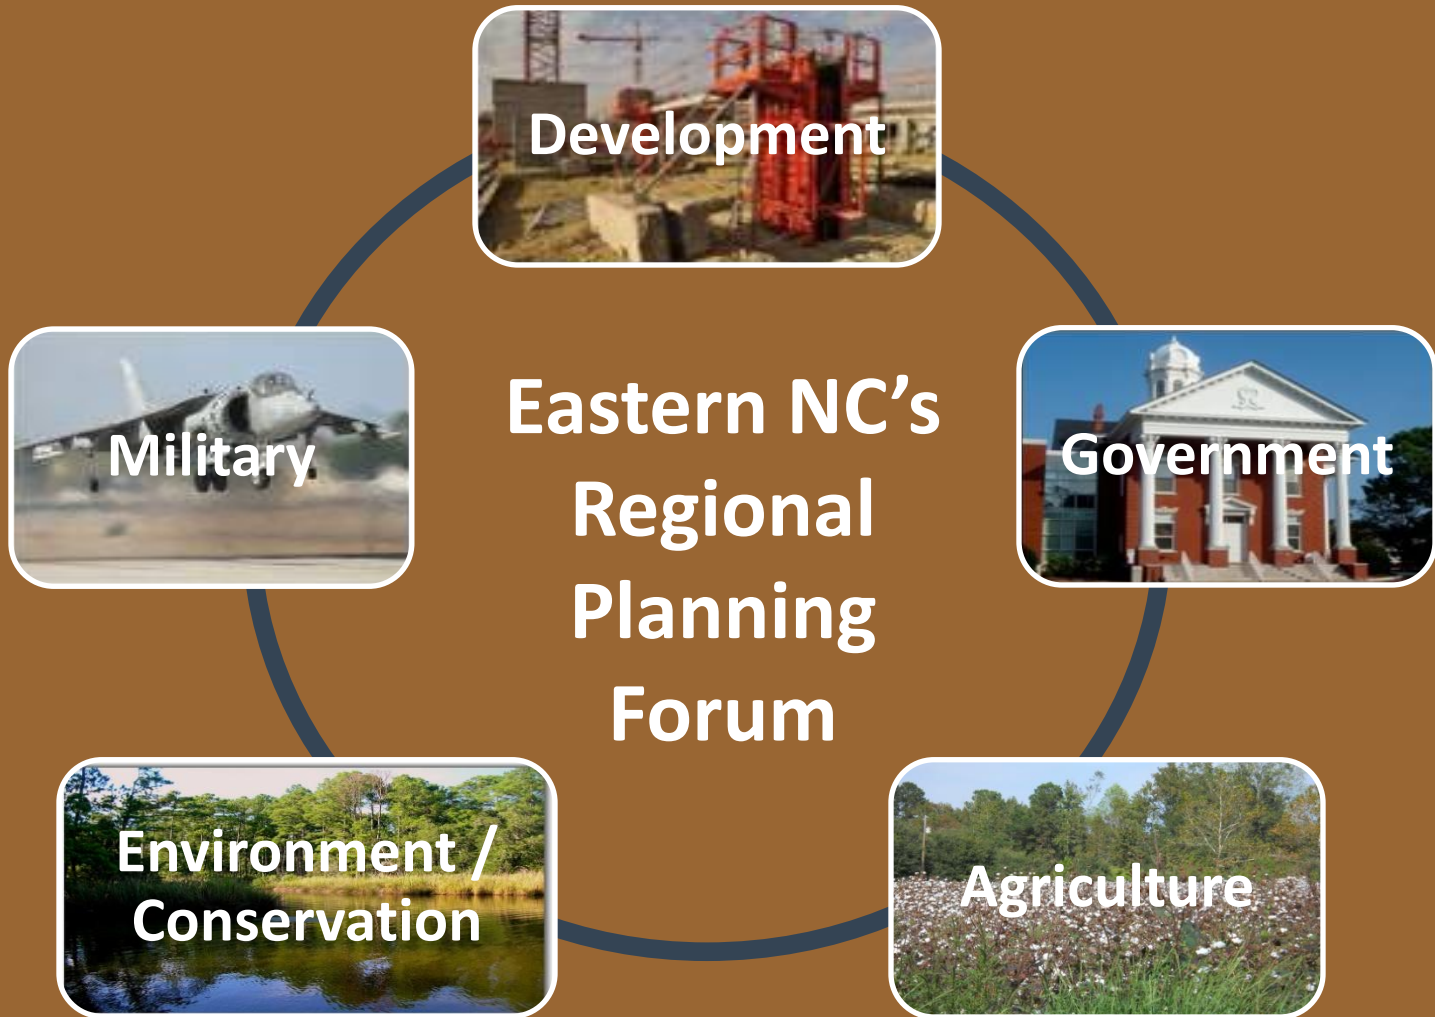 Development
Military
Eastern NC’s
Regional
Planning
Forum
Government
Environment /
Conservation
Agriculture